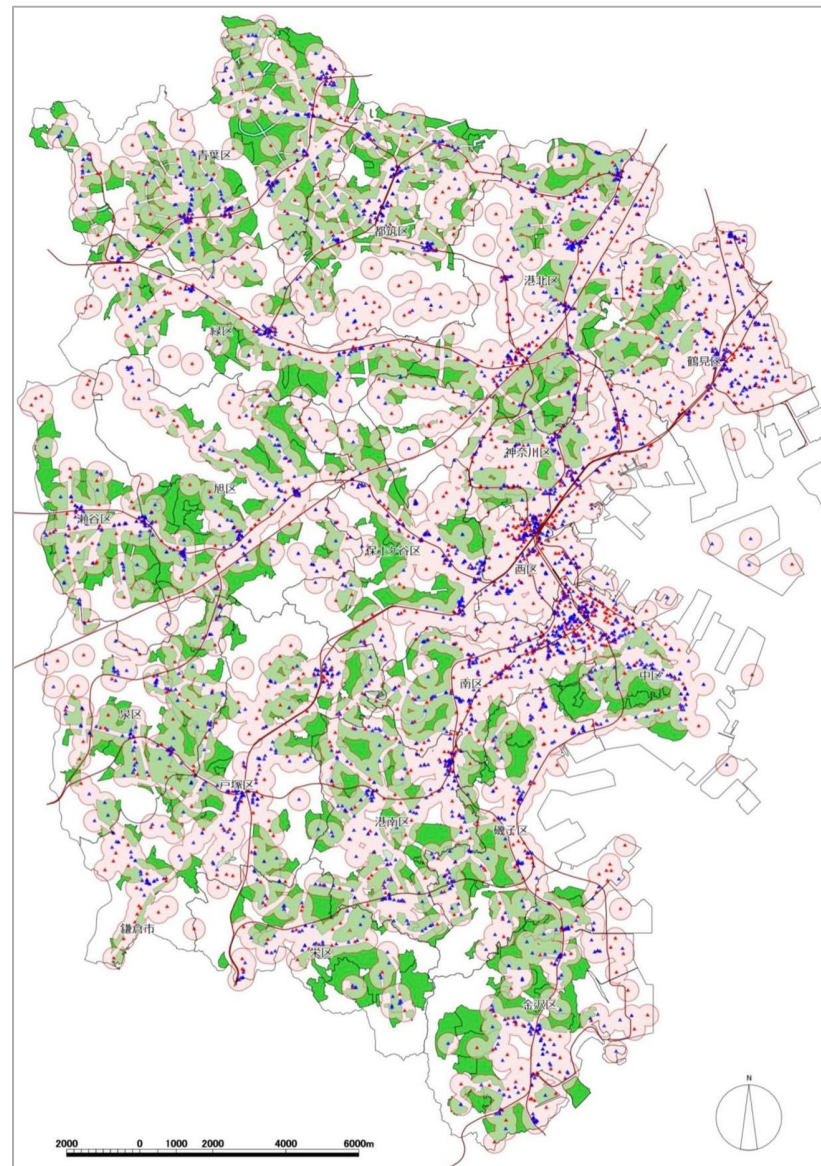 青葉区
都筑区
港北区
緑区
鶴見区
神奈川区
旭区
瀬谷区
保土ケ谷区
西区
南区
中区
泉区
戸塚区
港南区
磯子区
鎌倉市
栄区
金沢区
N
2000 0 1000 2000 4000 6000m